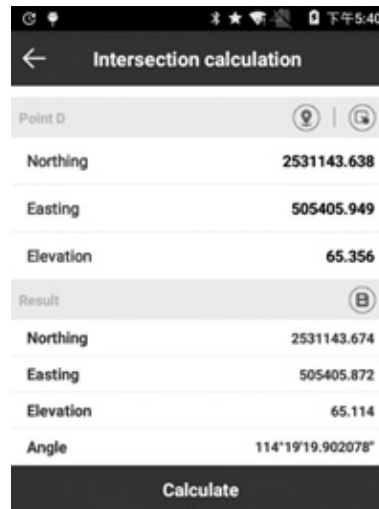 下午5:40
Intersection calculation
Point D
Northing 2531143.638
Easting 505405.949
Elevation 65.356
Result
Northing 2531143.674
Easting 505405.872
Elevation 65.114
Angle 114°19'19.902078"
Calculate